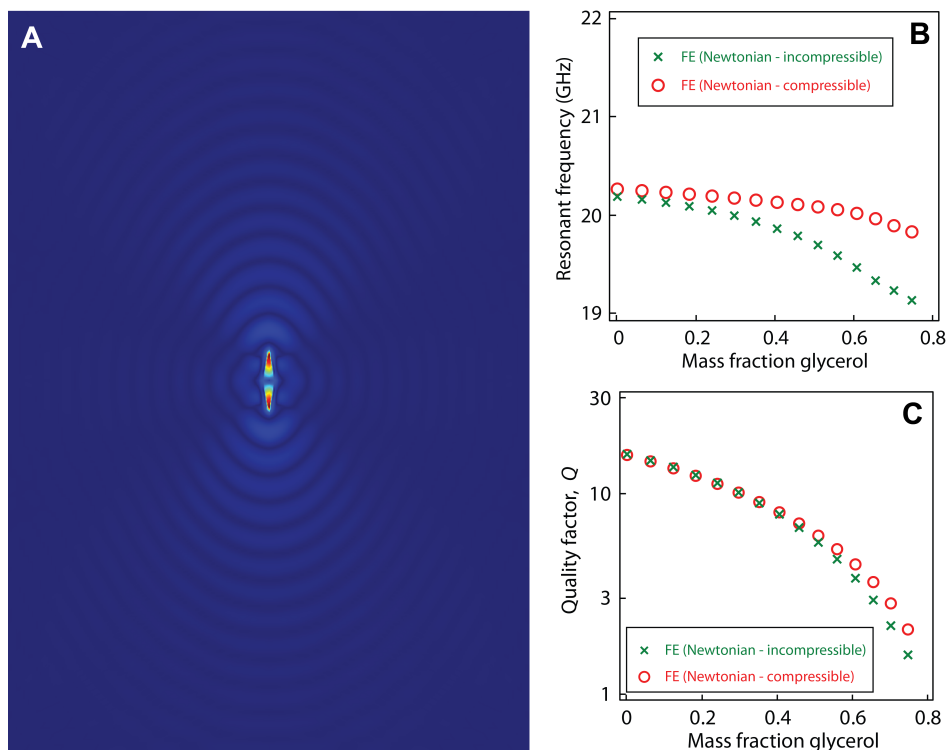 A
B
22
21
20
19
Resonant frequency (GHz)
FE (Newtonian - incompressible)
FE (Newtonian - compressible)
0 0.2 0.4 0.6 0.8
Mass fraction glycerol
C
30
10
3
1
Quality factor, Q
FE (Newtonian - incompressible)
FE (Newtonian - compressible)
0 0.2 0.4 0.6 0.8
Mass fraction glycerol